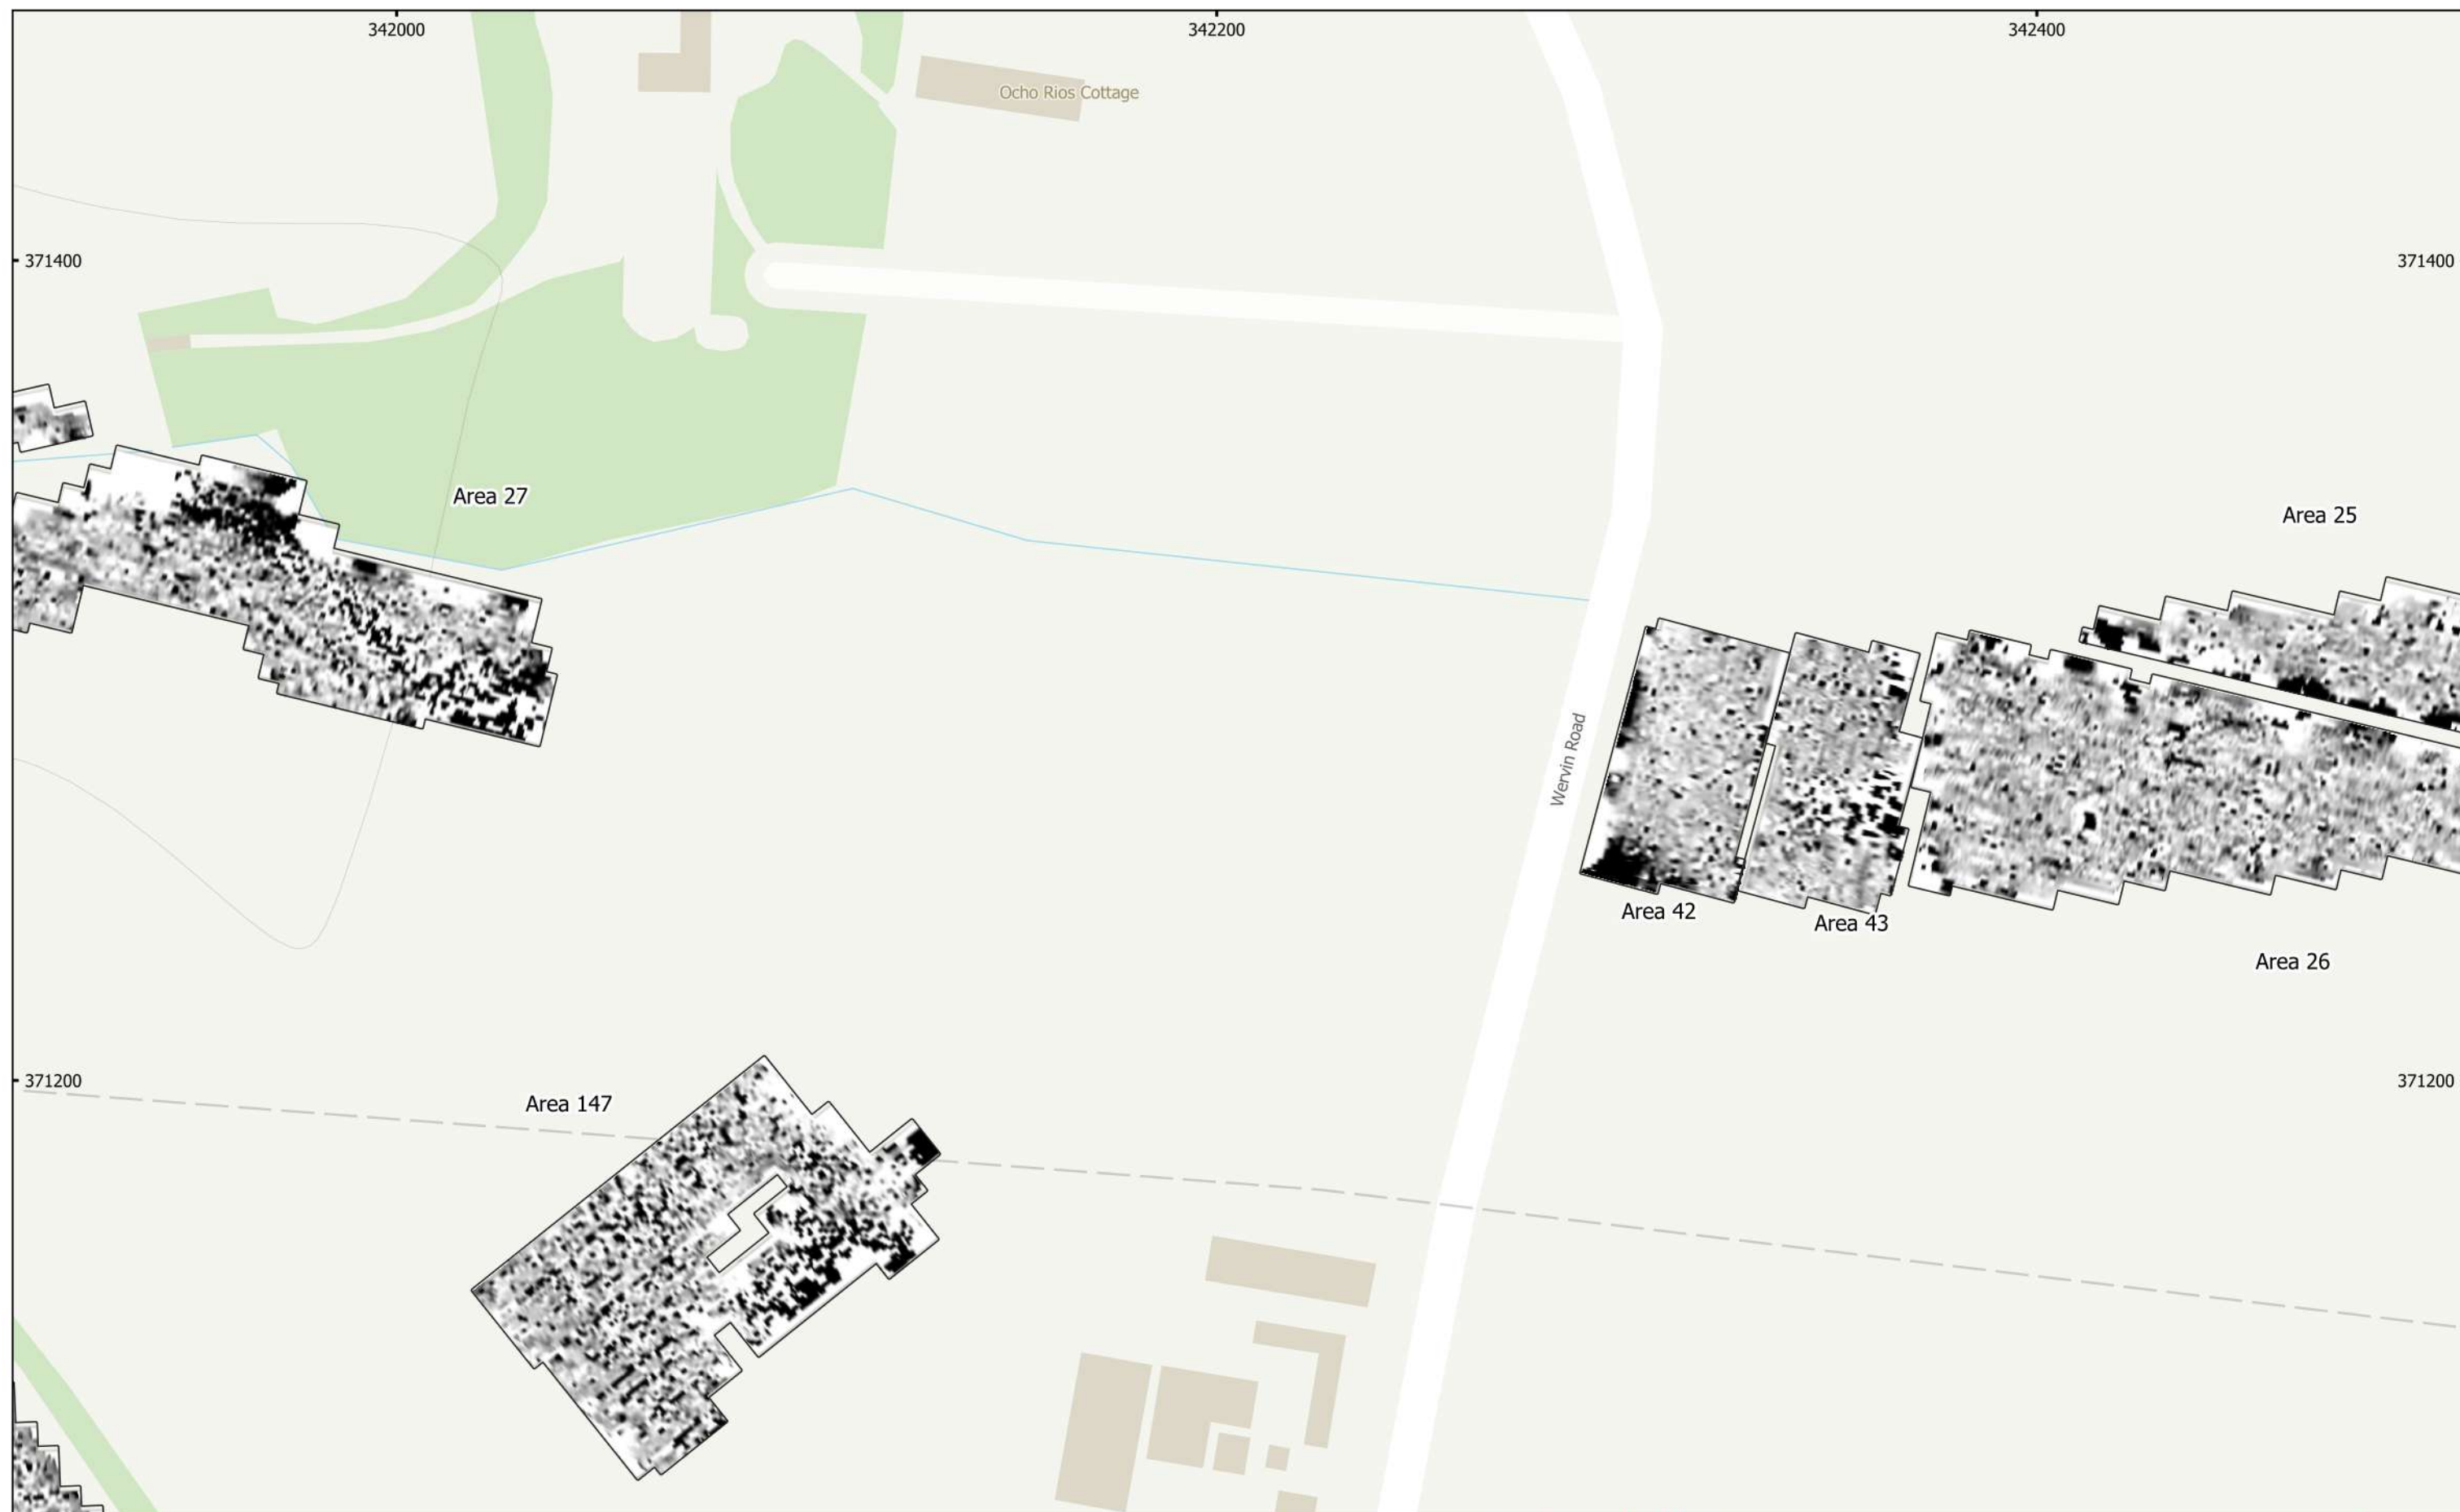 342000
342200
342400
Ocho Rios Cottage
371400
371400
Area 27
Area 25
Wervin Road
Area 42
Area 43
Area 26
371200
371200
Area 147